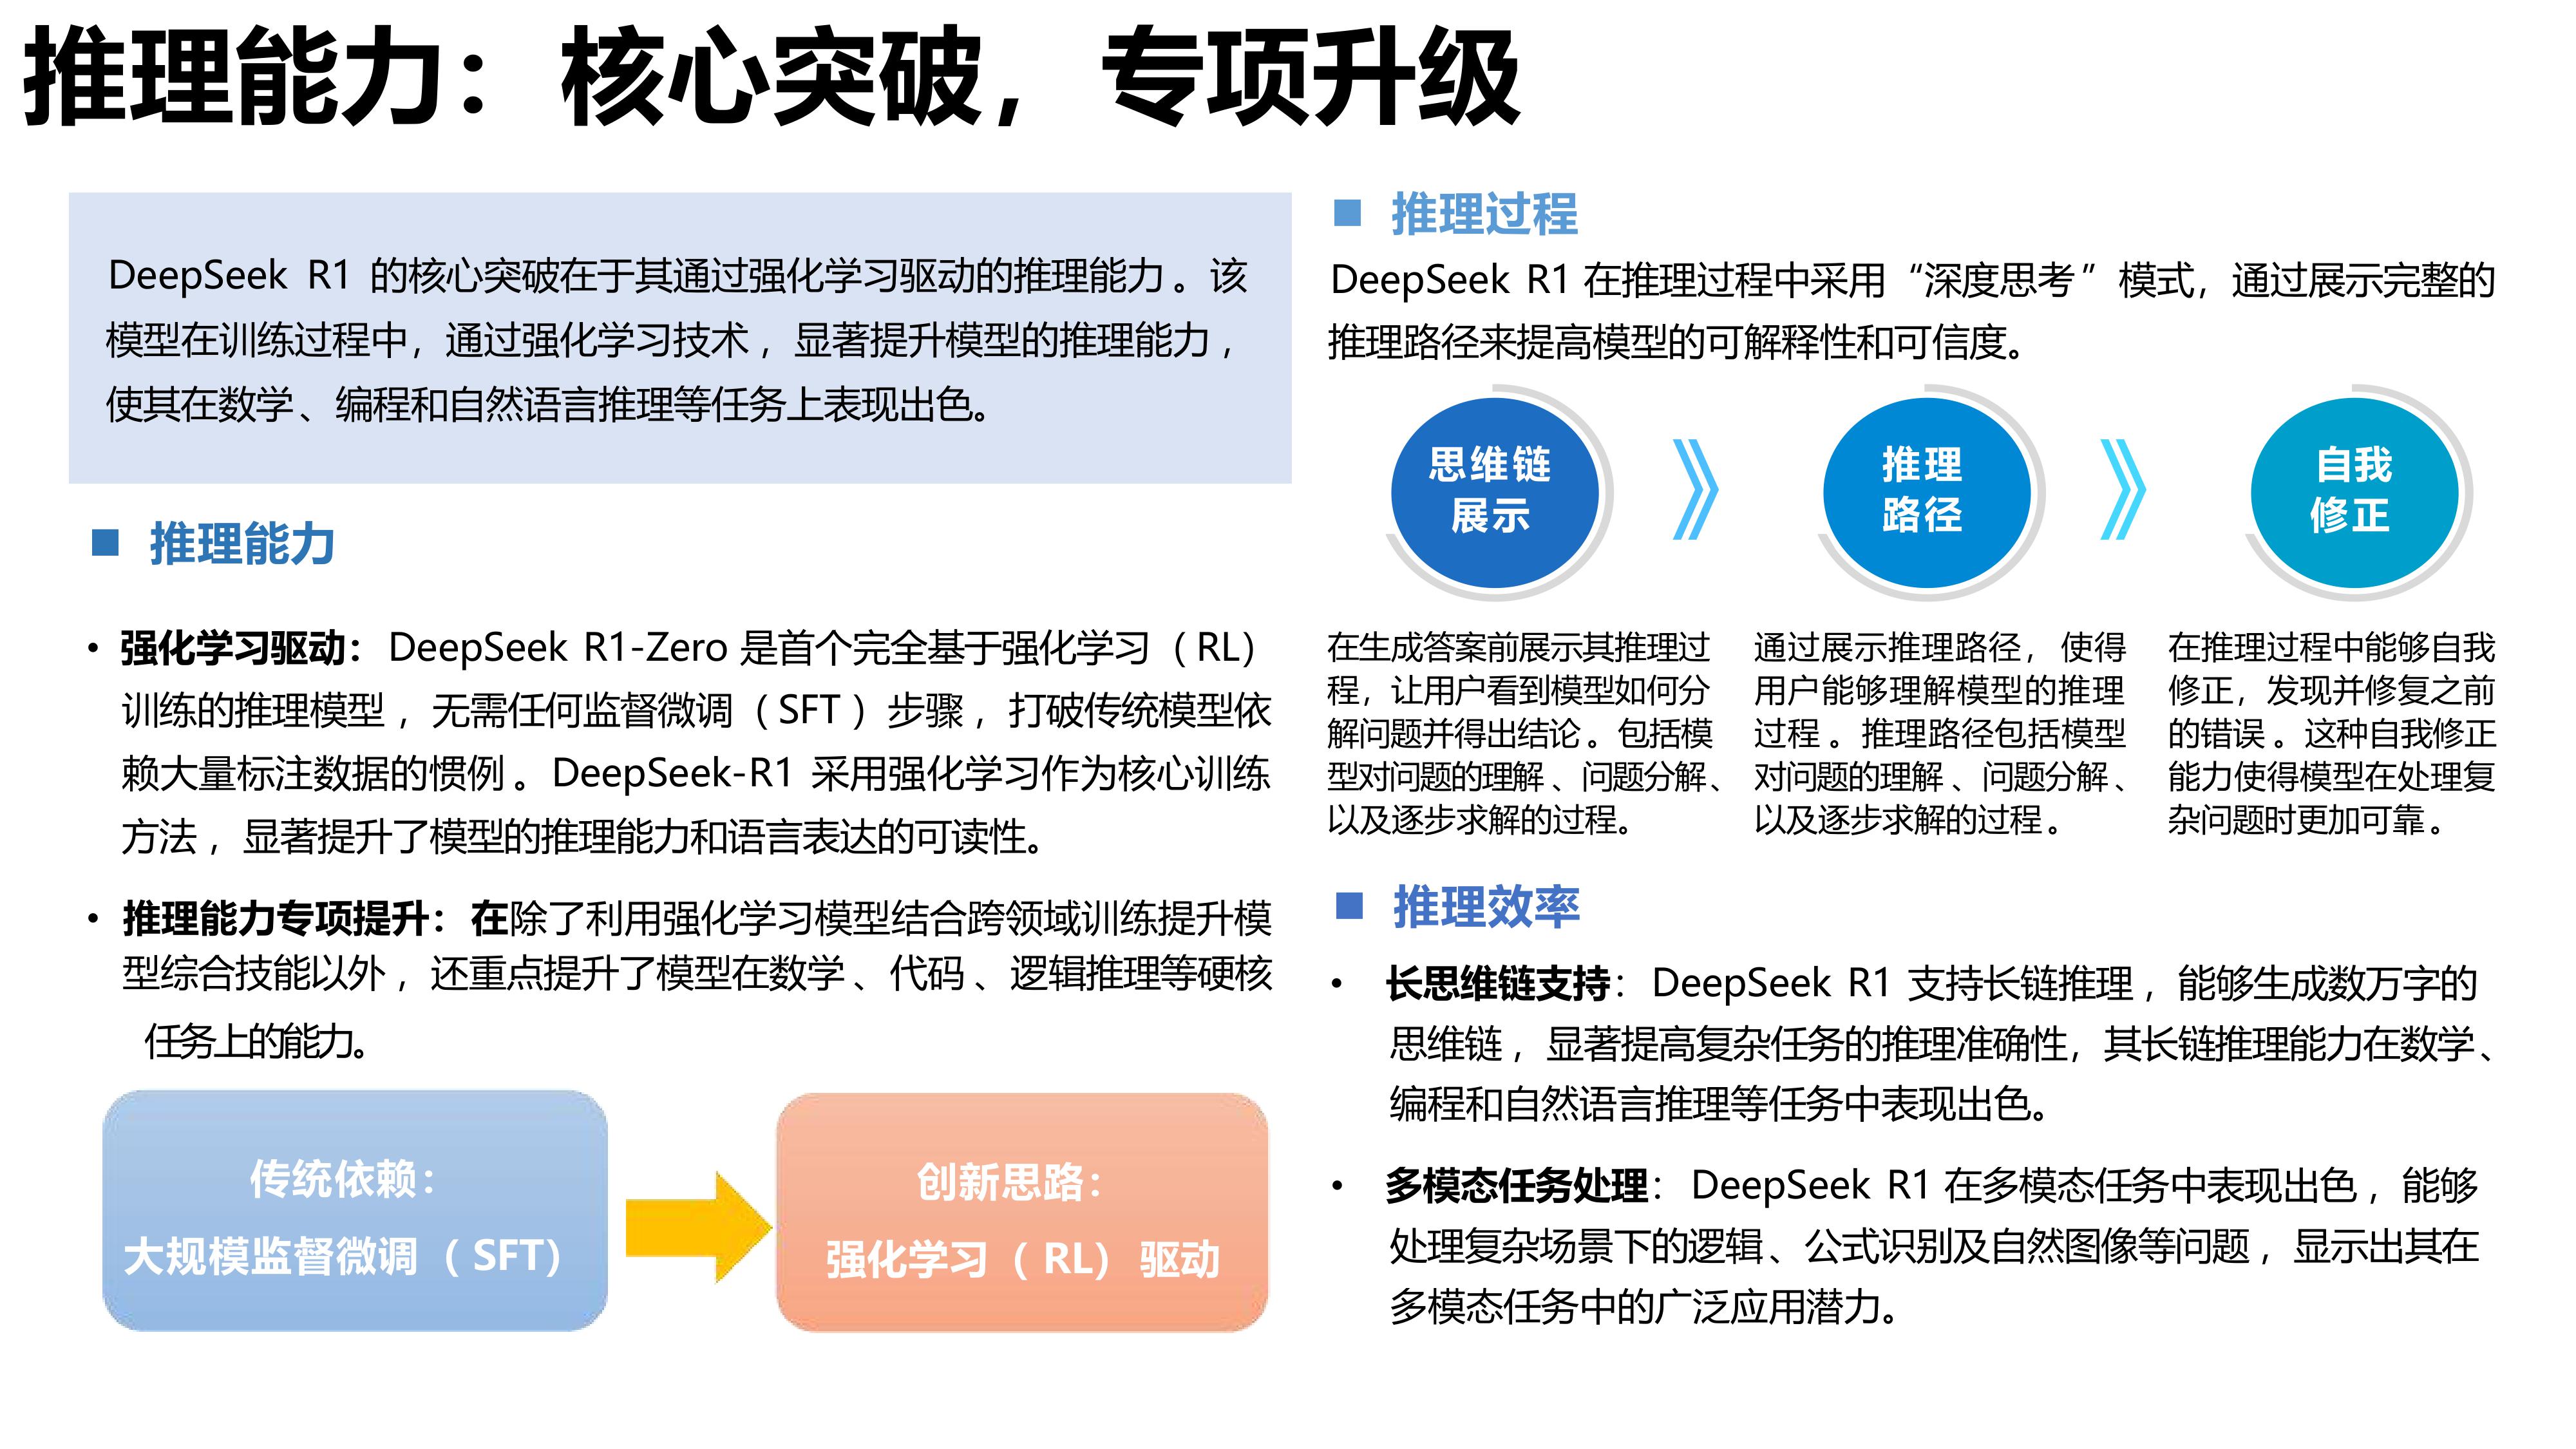 推理能力：核心突破，专项升级
DeepSeek R1 的核心突破在于其通过强化学习驱动的推理能力。该
模型在训练过程中，通过强化学习技术，显著提升模型的推理能力，
使其在数学、编程和自然语言推理等任务上表现出色。
■ 推理能力
• 强化学习驱动：DeepSeek R1-Zero 是首个完全基于强化学习（RL）
训练的推理模型，无需任何监督微调（SFT）步骤，打破传统模型依
赖大量标注数据的惯例。DeepSeek-R1 采用强化学习作为核心训练
方法，显著提升了模型的推理能力和语言表达的可读性。
• 推理能力专项提升：在除了利用强化学习模型结合跨领域训练提升模
型综合技能以外，还重点提升了模型在数学、代码、逻辑推理等硬核
任务上的能力。
传统依赖：
大规模监督微调（SFT）
创新思路：
强化学习（RL）驱动
■ 推理过程
DeepSeek R1 在推理过程中采用“深度思考”模式，通过展示完整的
推理路径来提高模型的可解释性和可信度。
思维链
展示
推理
路径
自我
修正
在生成答案前展示其推理过
程，让用户看到模型如何分
解问题并得出结论。包括模
型对问题的理解、问题分解、
以及逐步求解的过程。
通过展示推理路径，使得
用户能够理解模型的推理
过程。推理路径包括模型
对问题的理解、问题分解、
以及逐步求解的过程。
在推理过程中能够自我
修正，发现并修复之前
的错误。这种自我修正
能力使得模型在处理复
杂问题时更加可靠。
■ 推理效率
• 长思维链支持：DeepSeek R1 支持长链推理，能够生成数万字的
思维链，显著提高复杂任务的推理准确性，其长链推理能力在数学、
编程和自然语言推理等任务中表现出色。
• 多模态任务处理：DeepSeek R1 在多模态任务中表现出色，能够
处理复杂场景下的逻辑、公式识别及自然图像等问题，显示出其在
多模态任务中的广泛应用潜力。